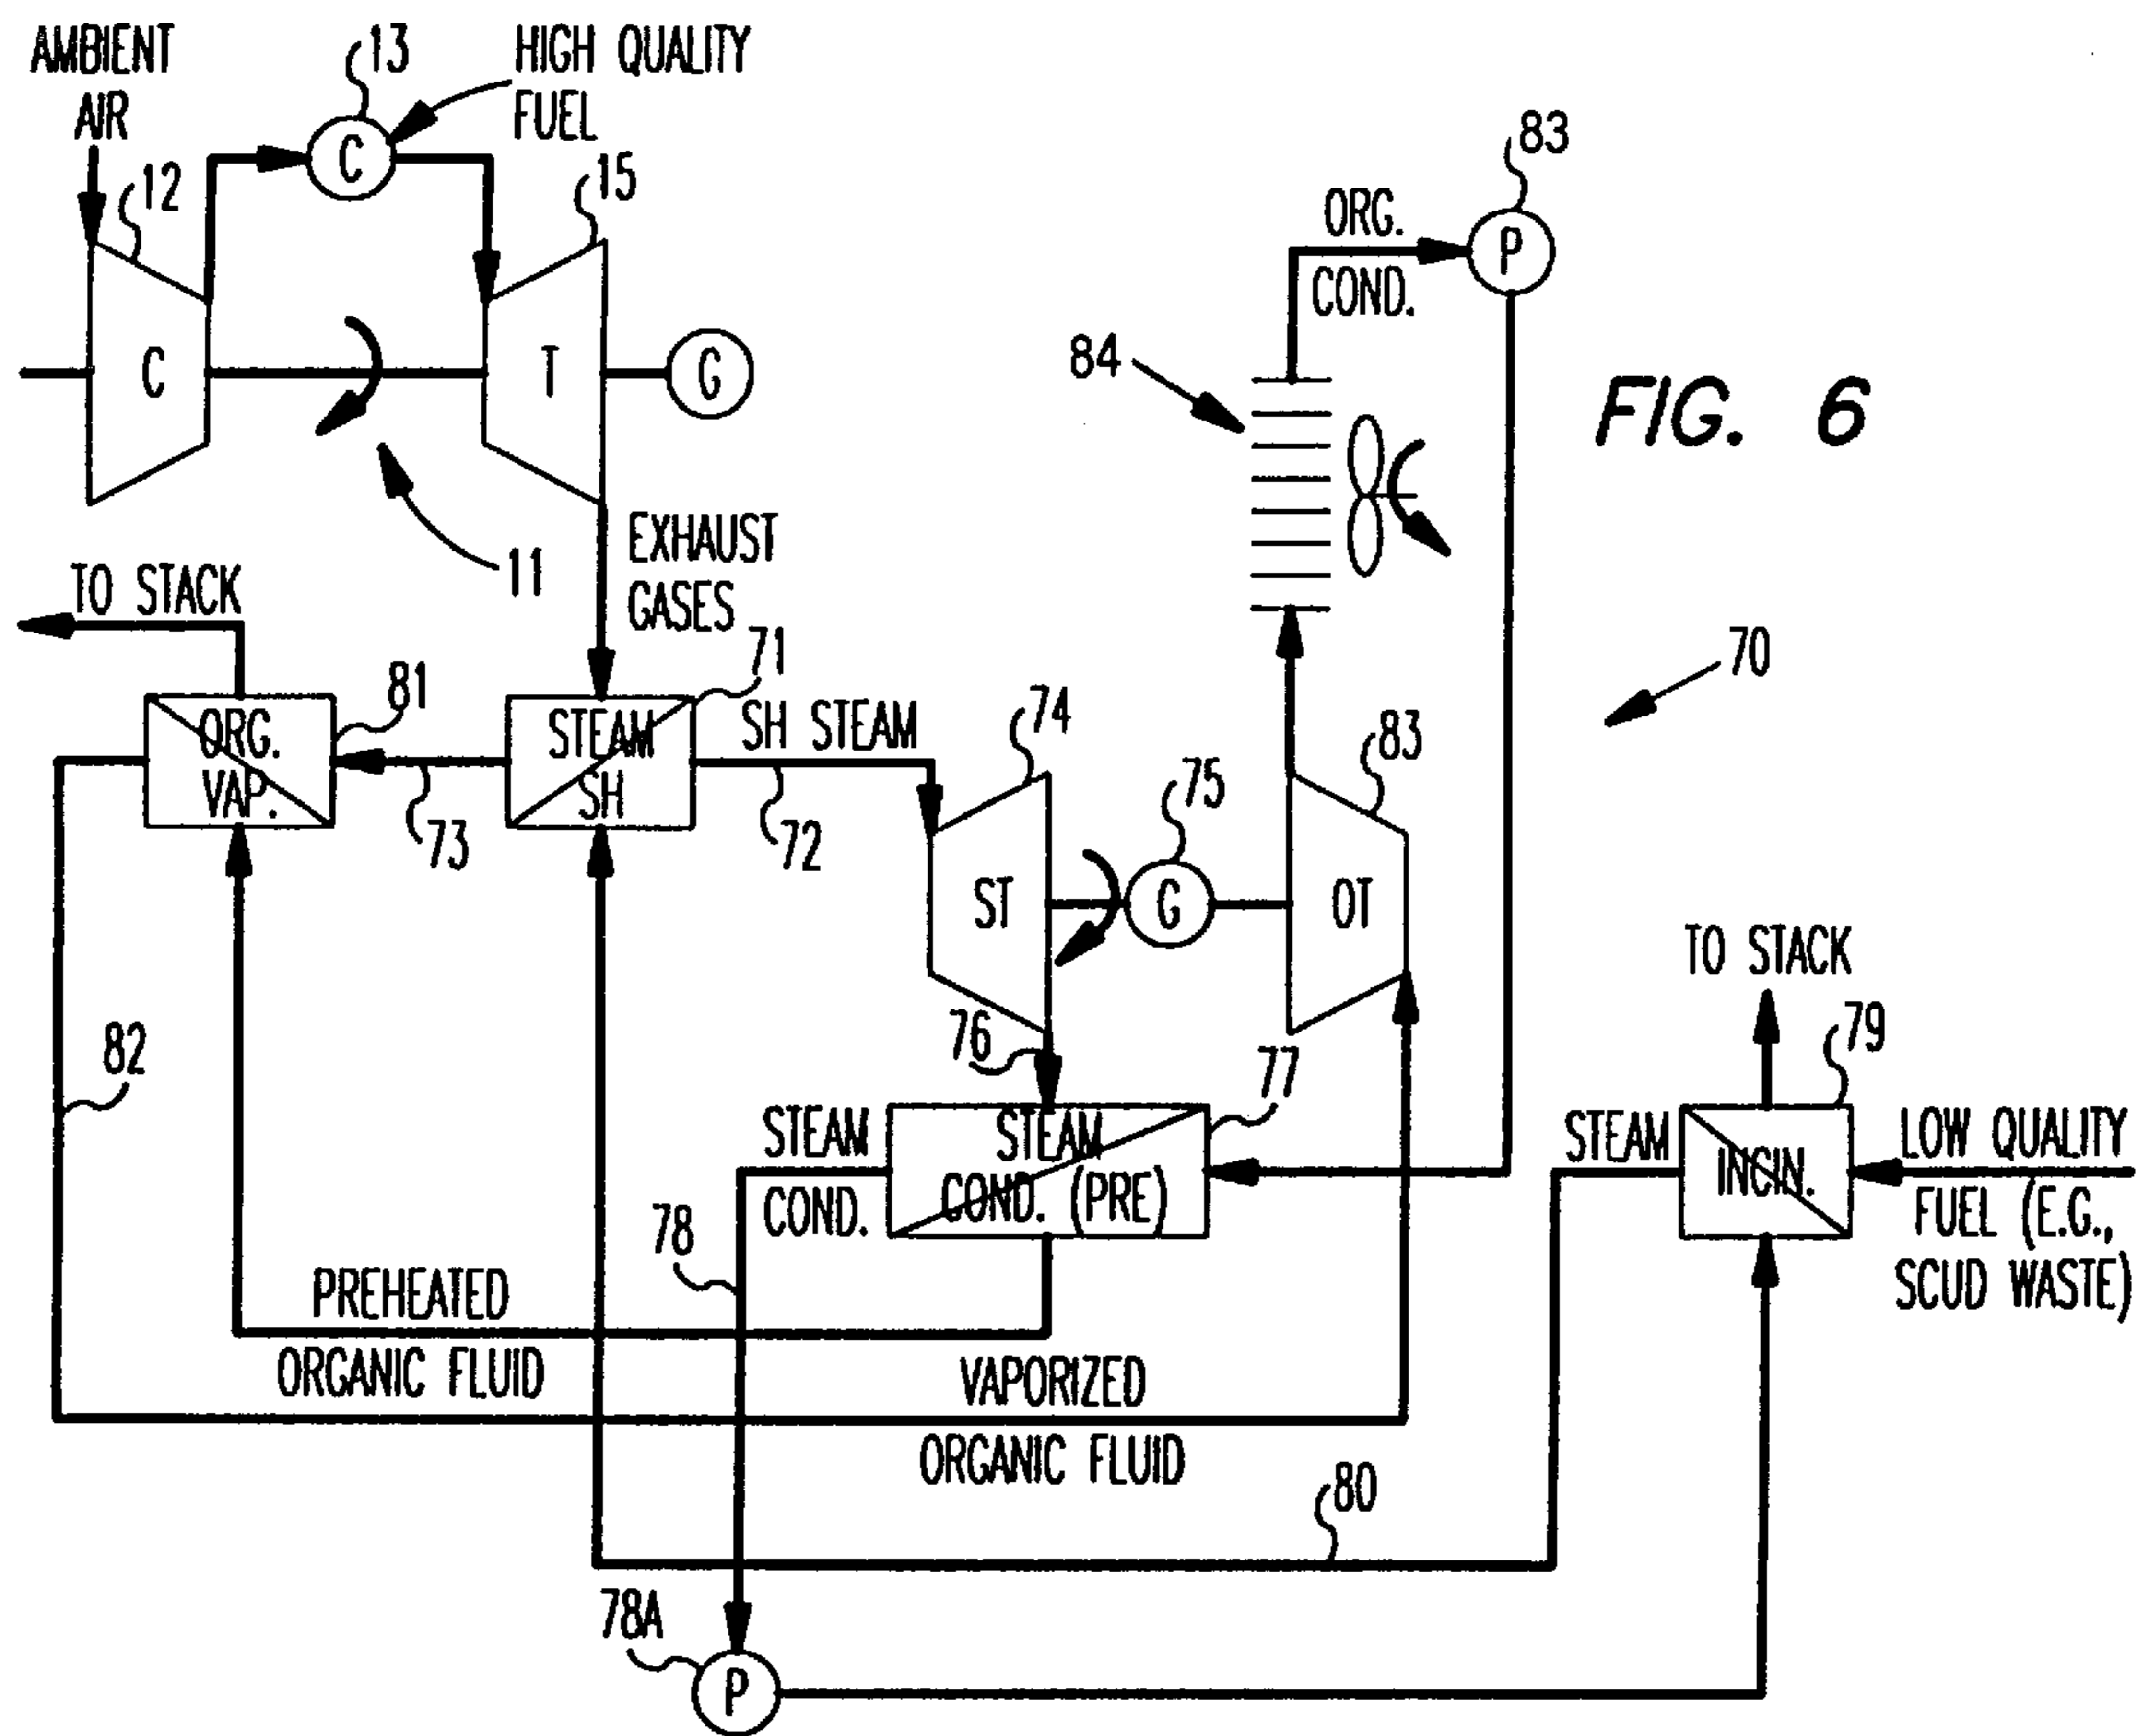 AMBIENT
AIR
13
HIGH QUALITY
FUEL
C
12
15
C
T
G
11
EXHAUST
GASES
TO STACK
81
71
ORG.
VAP.
STEAM
SH
SH STEAM
73
72
74
75
83
ST
G
OT
ORG.
COND.
83
P
84
FIG. 6
70
82
76
77
STEAM
COND.
STEAM
COND. (PRE)
78
TO STACK
79
STEAM
INCIN.
LOW QUALITY
FUEL (E.G.,
SCUD WASTE)
PREHEATED
ORGANIC FLUID
VAPORIZED
ORGANIC FLUID
80
78A
P